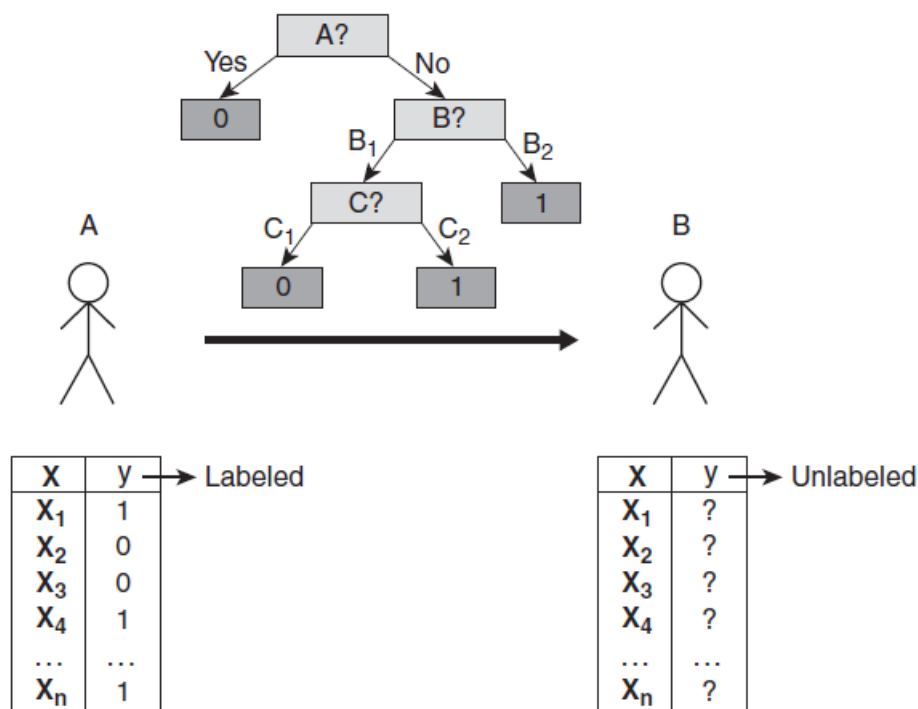 A?
Yes No
0 B?
B₁ B₂
C? 1
A C₁ C₂ B
0 1
X y Labeled
X₁ 1
X₂ 0
X₃ 0
X₄ 1
... ...
Xₙ 1
X y Unlabeled
X₁ ?
X₂ ?
X₃ ?
X₄ ?
... ...
Xₙ ?